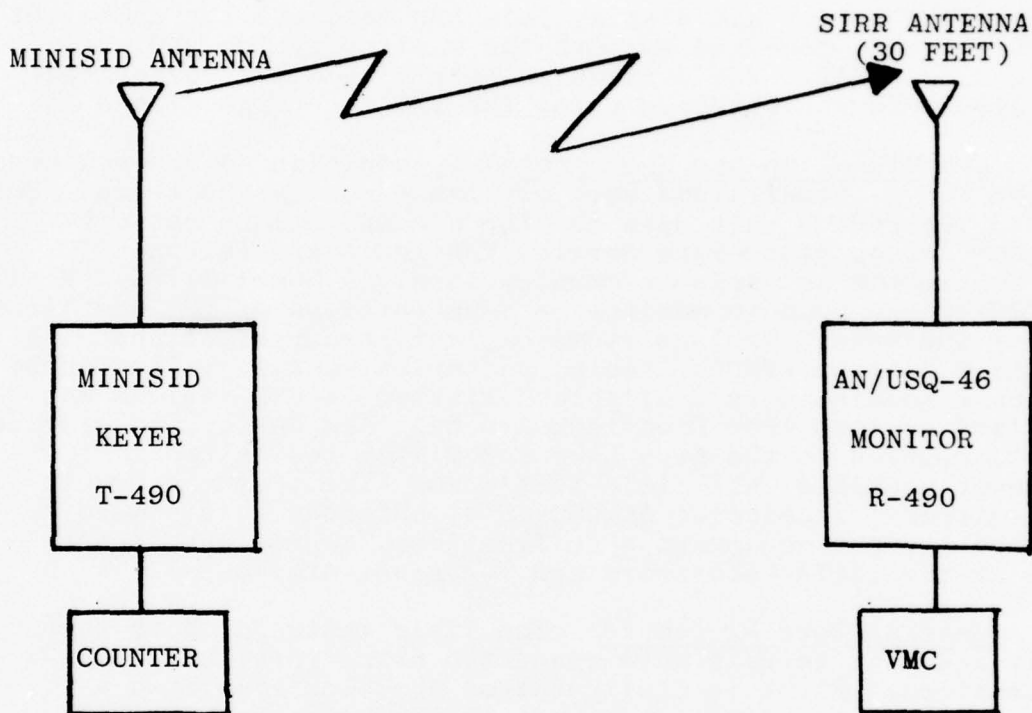 SIRR ANTENNA
(30 FEET)
MINISID ANTENNA
MINISID
KEYER
T-490
AN/USQ-46
MONITOR
R-490
COUNTER
VMC